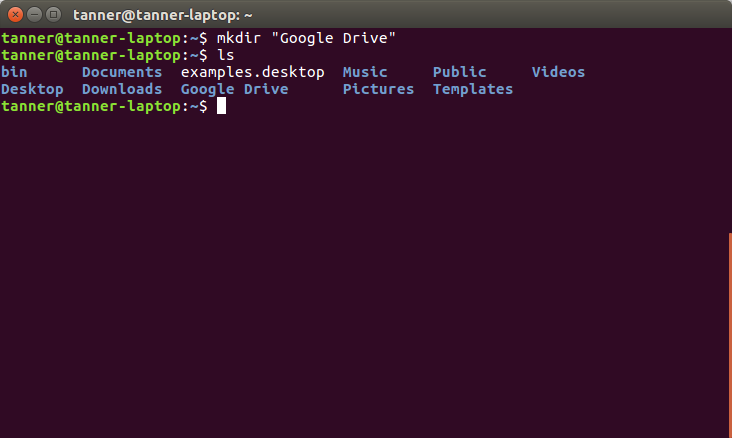 tanner@tanner-laptop: ~
tanner@tanner-laptop:~$ mkdir "Google Drive"
tanner@tanner-laptop:~$ ls
bin      Documents  examples.desktop  Music     Public     Videos
Desktop  Downloads  Google Drive      Pictures  Templates
tanner@tanner-laptop:~$